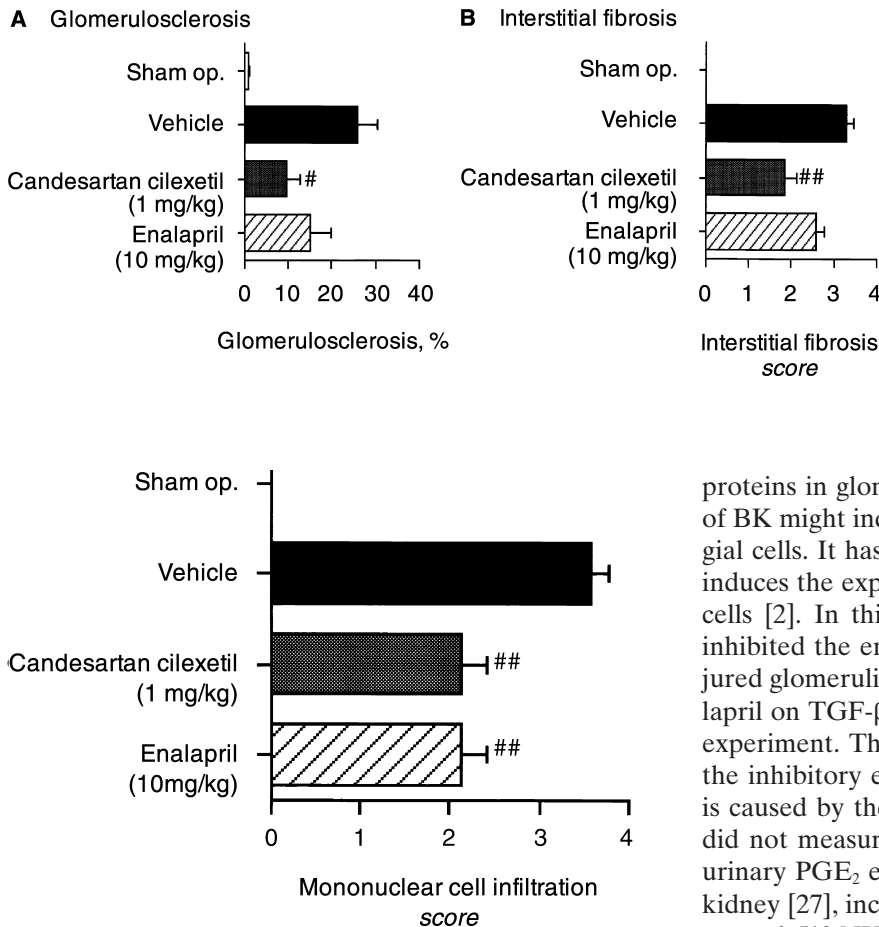 A Glomerulosclerosis
Sham op.
Vehicle
Candesartan cilexetil #
(1 mg/kg)
Enalapril
(10 mg/kg)
0 10 20 30 40
Glomerulosclerosis, %
B Interstitial fibrosis
Sham op.
Vehicle
Candesartan cilexetil ##
(1 mg/kg)
Enalapril
(10 mg/kg)
0 1 2 3 4
Interstitial fibrosis
score
Sham op.
Vehicle
Candesartan cilexetil ##
(1 mg/kg)
Enalapril ##
(10mg/kg)
0 1 2 3 4
Mononuclear cell infiltration
score
proteins in glo
of BK might in
gial cells. It has
induces the exp
cells [2]. In thi
inhibited the en
jured glomeruli
lapril on TGF-β
experiment. Th
the inhibitory e
is caused by the
did not measur
urinary PGE₂ e
kidney [27], inc